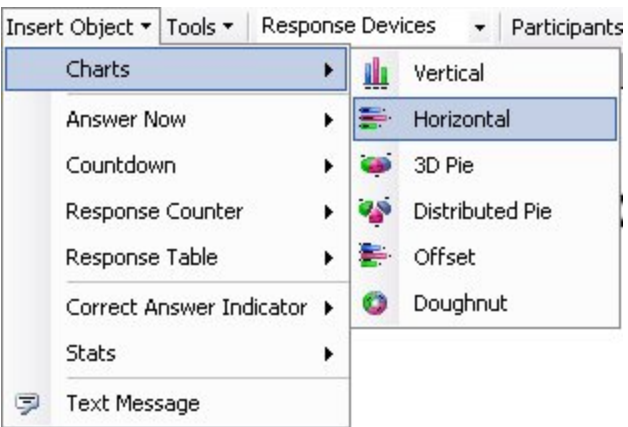 Insert Object Tools Response Devices Participants
Charts
Answer Now
Countdown
Response Counter
Response Table
Correct Answer Indicator
Stats
Text Message
Vertical
Horizontal
3D Pie
Distributed Pie
Offset
Doughnut